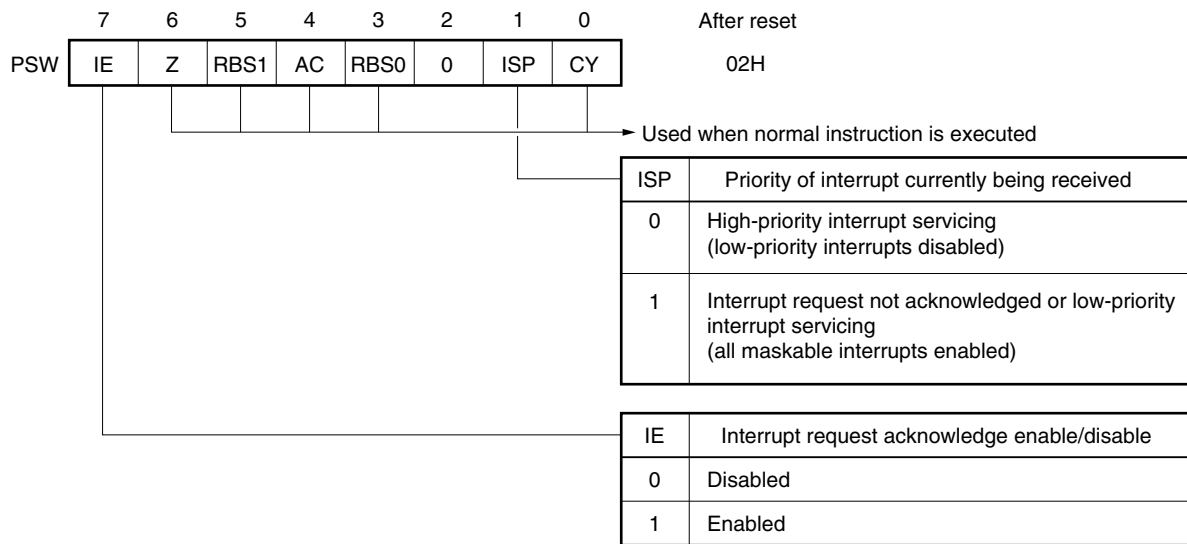 7 6 5 4 3 2 1 0 After reset
PSW IE Z RBS1 AC RBS0 0 ISP CY 02H
Used when normal instruction is executed
ISP Priority of interrupt currently being received
0 High-priority interrupt servicing
(low-priority interrupts disabled)
1 Interrupt request not acknowledged or low-priority
interrupt servicing
(all maskable interrupts enabled)
IE Interrupt request acknowledge enable/disable
0 Disabled
1 Enabled